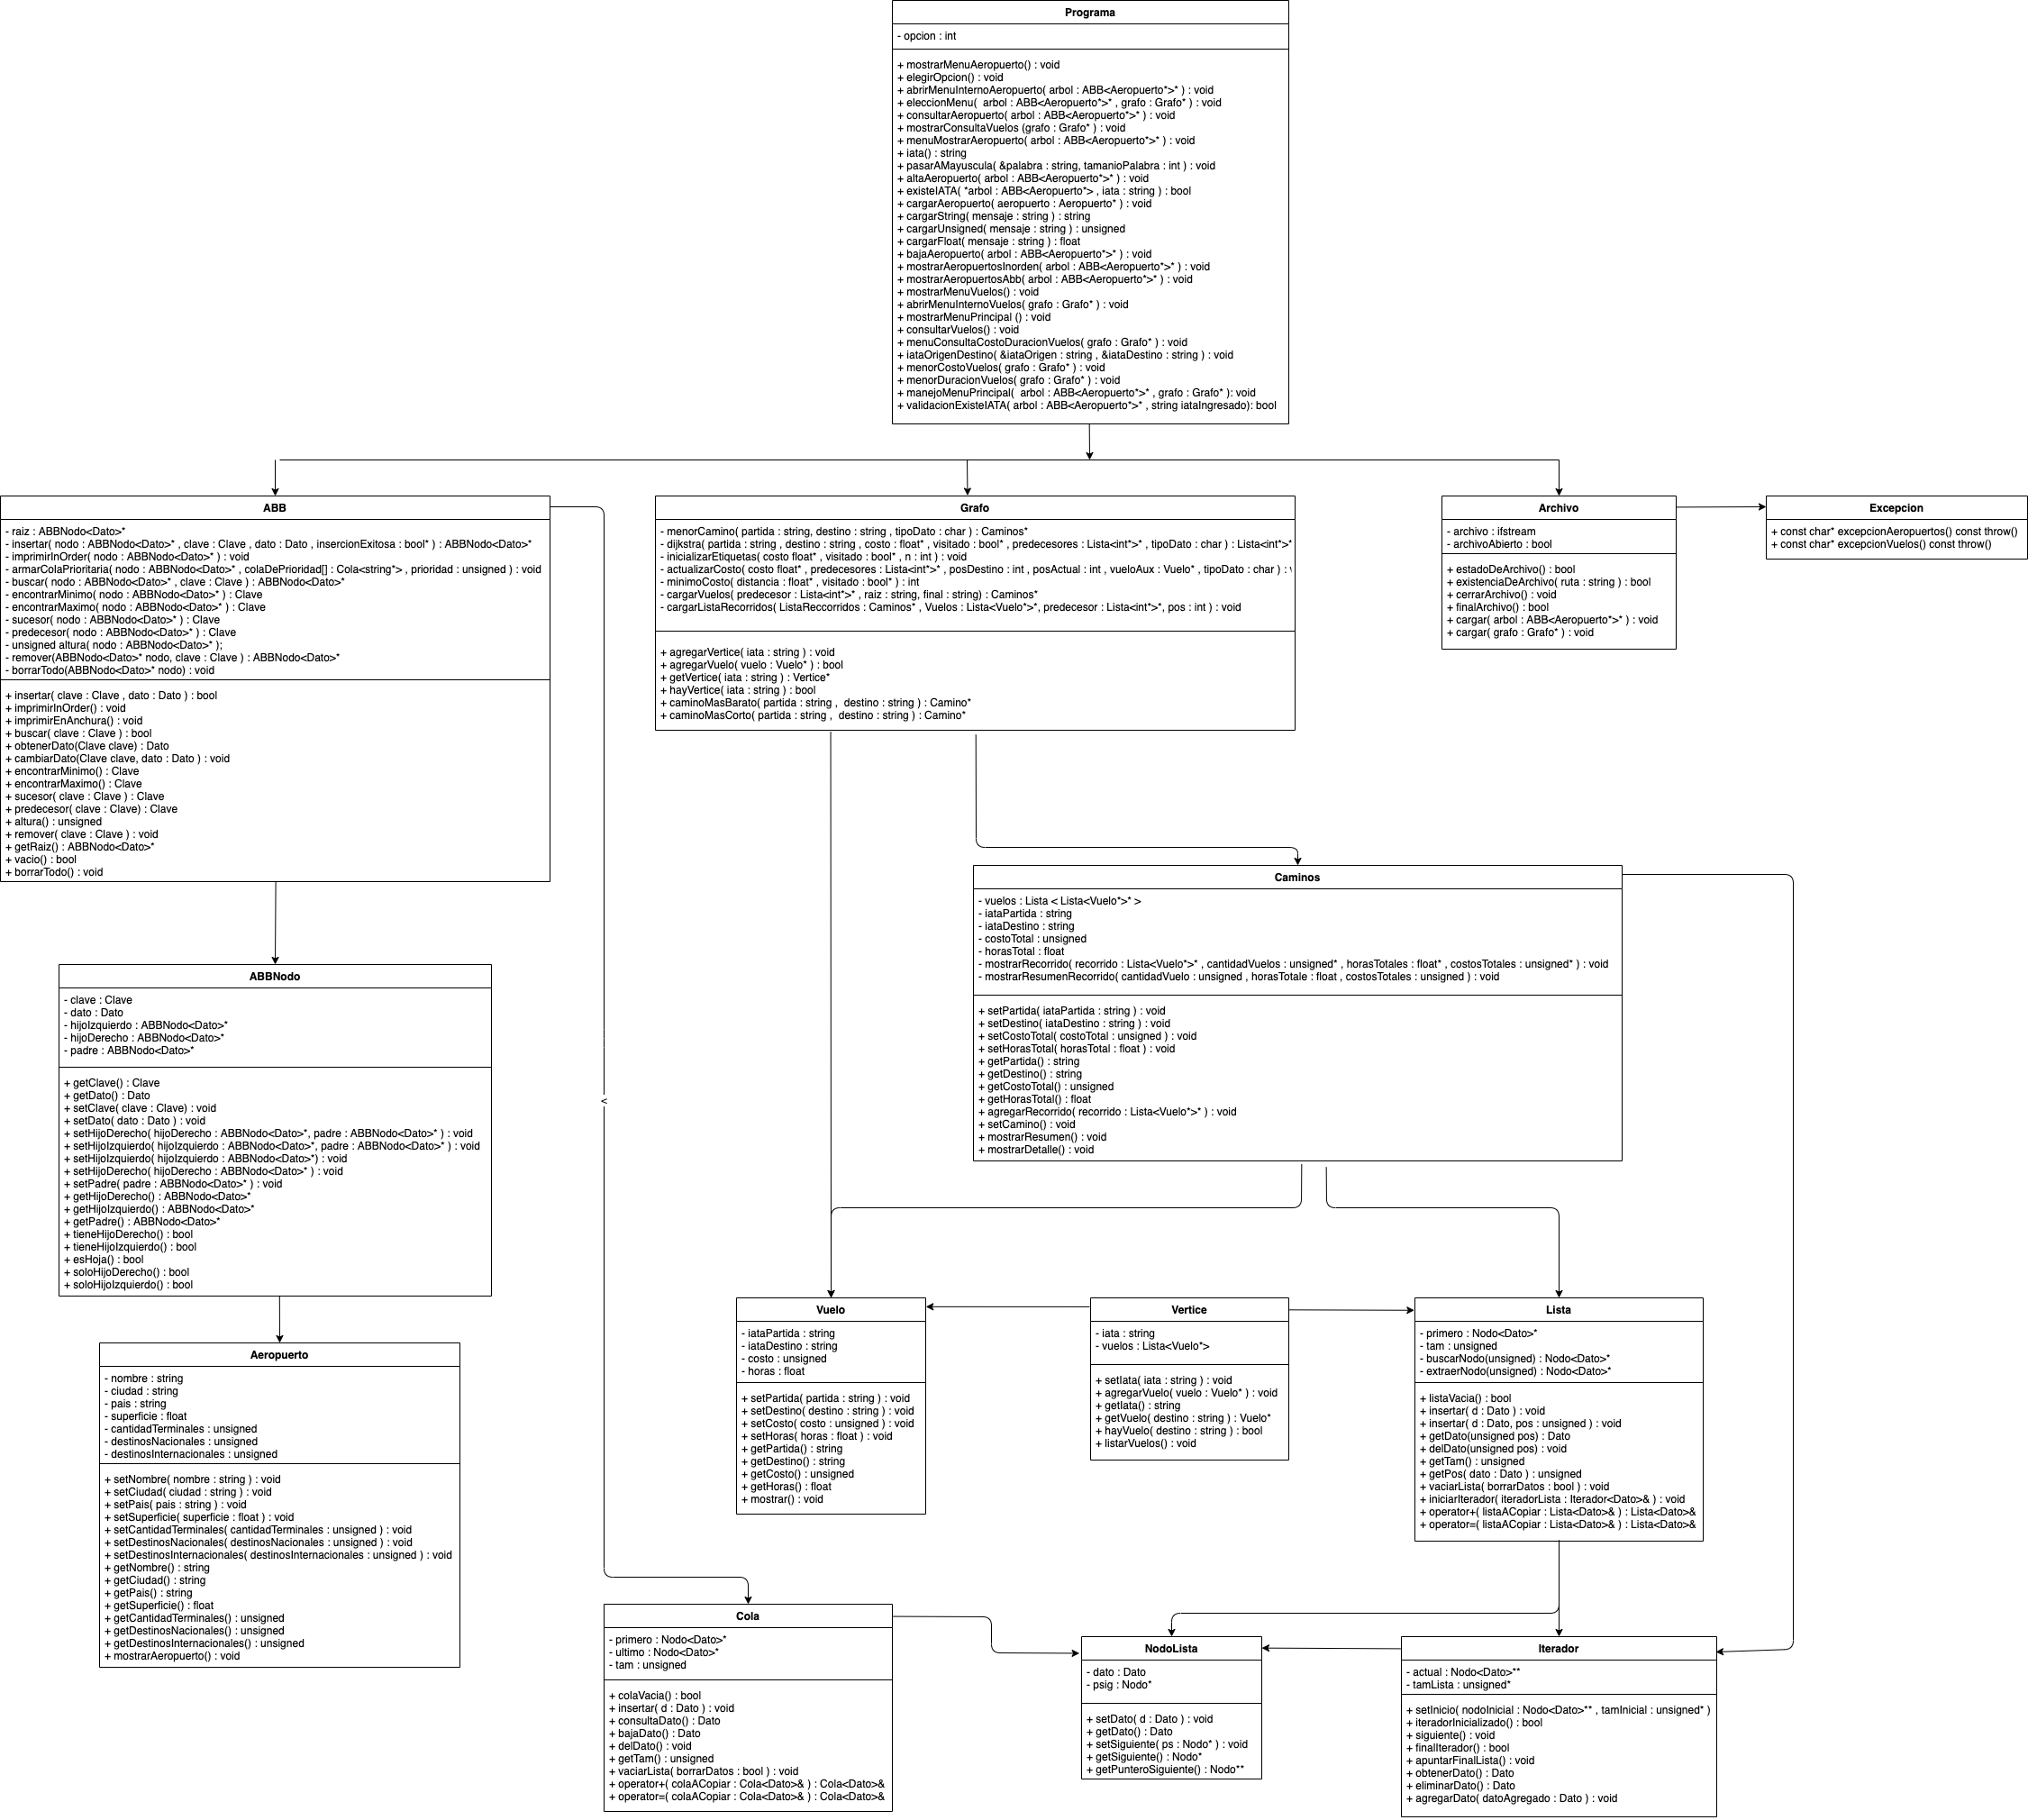 Programa
- opcion : int
+ mostrarMenuAeropuerto() : void
+ elegirOpcion() : void
+ abrirMenuInternoAeropuerto( arbol : ABB<Aeropuerto*>* ) : void
+ eleccionMenu(  arbol : ABB<Aeropuerto*>* , grafo : Grafo* ) : void
+ consultarAeropuerto( arbol : ABB<Aeropuerto*>* ) : void
+ mostrarConsultaVuelos (grafo : Grafo* ) : void
+ menuMostrarAeropuerto( arbol : ABB<Aeropuerto*>* ) : void
+ iata() : string
+ pasarAMayuscula( &palabra : string, tamanioPalabra : int ) : void
+ altaAeropuerto( arbol : ABB<Aeropuerto*>* ) : void
+ existeIATA( *arbol : ABB<Aeropuerto*> , iata : string ) : bool
+ cargarAeropuerto( aeropuerto : Aeropuerto* ) : void
+ cargarString( mensaje : string ) : string
+ cargarUnsigned( mensaje : string ) : unsigned
+ cargarFloat( mensaje : string ) : float
+ bajaAeropuerto( arbol : ABB<Aeropuerto*>* ) : void
+ mostrarAeropuertosInorden( arbol : ABB<Aeropuerto*>* ) : void
+ mostrarAeropuertosAbb( arbol : ABB<Aeropuerto*>* ) : void
+ mostrarMenuVuelos() : void
+ abrirMenuInternoVuelos( grafo : Grafo* ) : void
+ mostrarMenuPrincipal () : void
+ consultarVuelos() : void
+ menuConsultaCostoDuracionVuelos( grafo : Grafo* ) : void
+ iataOrigenDestino( &iataOrigen : string , &iataDestino : string ) : void
+ menorCostoVuelos( grafo : Grafo* ) : void
+ menorDuracionVuelos( grafo : Grafo* ) : void
+ manejoMenuPrincipal(  arbol : ABB<Aeropuerto*>* , grafo : Grafo* ): void
+ validacionExisteIATA( arbol : ABB<Aeropuerto*>* , string iataIngresado): bool
ABB
- raiz : ABBNodo<Dato>*
- insertar( nodo : ABBNodo<Dato>* , clave : Clave , dato : Dato , insercionExitosa : bool* ) : ABBNodo<Dato>*
- imprimirInOrder( nodo : ABBNodo<Dato>* ) : void
- armarColaPrioritaria( nodo : ABBNodo<Dato>* , colaDePrioridad[] : Cola<string*> , prioridad : unsigned ) : void
- buscar( nodo : ABBNodo<Dato>* , clave : Clave ) : ABBNodo<Dato>*
- encontrarMinimo( nodo : ABBNodo<Dato>* ) : Clave
- encontrarMaximo( nodo : ABBNodo<Dato>* ) : Clave
- sucesor( nodo : ABBNodo<Dato>* ) : Clave
- predecesor( nodo : ABBNodo<Dato>* ) : Clave
- unsigned altura( nodo : ABBNodo<Dato>* );
- remover(ABBNodo<Dato>* nodo, clave : Clave ) : ABBNodo<Dato>*
- borrarTodo(ABBNodo<Dato>* nodo) : void
+ insertar( clave : Clave , dato : Dato ) : bool
+ imprimirInOrder() : void
+ imprimirEnAnchura() : void
+ buscar( clave : Clave ) : bool
+ obtenerDato(Clave clave) : Dato
+ cambiarDato(Clave clave, dato : Dato ) : void
+ encontrarMinimo() : Clave
+ encontrarMaximo() : Clave
+ sucesor( clave : Clave ) : Clave
+ predecesor( clave : Clave) : Clave
+ altura() : unsigned
+ remover( clave : Clave ) : void
+ getRaiz() : ABBNodo<Dato>*
+ vacio() : bool
+ borrarTodo() : void
Grafo
- menorCamino( partida : string, destino : string , tipoDato : char ) : Caminos*
- dijkstra( partida : string , destino : string , costo : float* , visitado : bool* , predecesores : Lista<int*>* , tipoDato : char ) : Lista<int*>*
- inicializarEtiquetas( costo float* , visitado : bool* , n : int ) : void
- actualizarCosto( costo float* , predecesores : Lista<int*>* , posDestino : int , posActual : int , vueloAux : Vuelo* , tipoDato : char ) :
- minimoCosto( distancia : float* , visitado : bool* ) : int
- cargarVuelos( predecesor : Lista<int*>* , raiz : string, final : string) : Caminos*
- cargarListaRecorridos( ListaReccorridos : Caminos* , Vuelos : Lista<Vuelo*>*, predecesor : Lista<int*>*, pos : int ) : void
+ agregarVertice( iata : string ) : void
+ agregarVuelo( vuelo : Vuelo* ) : bool
+ getVertice( iata : string ) : Vertice*
+ hayVertice( iata : string ) : bool
+ caminoMasBarato( partida : string ,  destino : string ) : Camino*
+ caminoMasCorto( partida : string ,  destino : string ) : Camino*
Archivo
- archivo : ifstream
- archivoAbierto : bool
+ estadoDeArchivo() : bool
+ existenciaDeArchivo( ruta : string ) : bool
+ cerrarArchivo() : void
+ finalArchivo() : bool
+ cargar( arbol : ABB<Aeropuerto*>* ) : void
+ cargar( grafo : Grafo* ) : void
Excepcion
+ const char* excepcionAeropuertos() const throw()
+ const char* excepcionVuelos() const throw()
Caminos
- vuelos : Lista < Lista<Vuelo*>* >
- iataPartida : string
- iataDestino : string
- costoTotal : unsigned
- horasTotal : float
- mostrarRecorrido( recorrido : Lista<Vuelo*>* , cantidadVuelos : unsigned* , horasTotales : float* , costosTotales : unsigned* ) : void
- mostrarResumenRecorrido( cantidadVuelo : unsigned , horasTotale : float , costosTotales : unsigned ) : void
+ setPartida( iataPartida : string ) : void
+ setDestino( iataDestino : string ) : void
+ setCostoTotal( costoTotal : unsigned ) : void
+ setHorasTotal( horasTotal : float ) : void
+ getPartida() : string
+ getDestino() : string
+ getCostoTotal() : unsigned
+ getHorasTotal() : float
+ agregarRecorrido( recorrido : Lista<Vuelo*>* ) : void
+ setCamino() : void
+ mostrarResumen() : void
+ mostrarDetalle() : void
ABBNodo
- clave : Clave
- dato : Dato
- hijoIzquierdo : ABBNodo<Dato>*
- hijoDerecho : ABBNodo<Dato>*
- padre : ABBNodo<Dato>*
+ getClave() : Clave
+ getDato() : Dato
+ setClave( clave : Clave) : void
+ setDato( dato : Dato ) : void
+ setHijoDerecho( hijoDerecho : ABBNodo<Dato>*, padre : ABBNodo<Dato>* ) : void
+ setHijoIzquierdo( hijoIzquierdo : ABBNodo<Dato>*, padre : ABBNodo<Dato>* ) : void
+ setHijoIzquierdo( hijoIzquierdo : ABBNodo<Dato>*) : void
+ setHijoDerecho( hijoDerecho : ABBNodo<Dato>* ) : void
+ setPadre( padre : ABBNodo<Dato>* ) : void
+ getHijoDerecho() : ABBNodo<Dato>*
+ getHijoIzquierdo() : ABBNodo<Dato>*
+ getPadre() : ABBNodo<Dato>*
+ tieneHijoDerecho() : bool
+ tieneHijoIzquierdo() : bool
+ esHoja() : bool
+ soloHijoDerecho() : bool
+ soloHijoIzquierdo() : bool
<
Aeropuerto
- nombre : string
- ciudad : string
- pais : string
- superficie : float
- cantidadTerminales : unsigned
- destinosNacionales : unsigned
- destinosInternacionales : unsigned
+ setNombre( nombre : string ) : void
+ setCiudad( ciudad : string ) : void
+ setPais( pais : string ) : void
+ setSuperficie( superficie : float ) : void
+ setCantidadTerminales( cantidadTerminales : unsigned ) : void
+ setDestinosNacionales( destinosNacionales : unsigned ) : void
+ setDestinosInternacionales( destinosInternacionales : unsigned ) : void
+ getNombre() : string
+ getCiudad() : string
+ getPais() : string
+ getSuperficie() : float
+ getCantidadTerminales() : unsigned
+ getDestinosNacionales() : unsigned
+ getDestinosInternacionales() : unsigned
+ mostrarAeropuerto() : void
Vuelo
- iataPartida : string
- iataDestino : string
- costo : unsigned
- horas : float
+ setPartida( partida : string ) : void
+ setDestino( destino : string ) : void
+ setCosto( costo : unsigned ) : void
+ setHoras( horas : float ) : void
+ getPartida() : string
+ getDestino() : string
+ getCosto() : unsigned
+ getHoras() : float
+ mostrar() : void
Vertice
- iata : string
- vuelos : Lista<Vuelo*>
+ setIata( iata : string ) : void
+ agregarVuelo( vuelo : Vuelo* ) : void
+ getIata() : string
+ getVuelo( destino : string ) : Vuelo*
+ hayVuelo( destino : string ) : bool
+ listarVuelos() : void
Lista
- primero : Nodo<Dato>*
- tam : unsigned
- buscarNodo(unsigned) : Nodo<Dato>*
- extraerNodo(unsigned) : Nodo<Dato>*
+ listaVacia() : bool
+ insertar( d : Dato ) : void
+ insertar( d : Dato, pos : unsigned ) : void
+ getDato(unsigned pos) : Dato
+ delDato(unsigned pos) : void
+ getTam() : unsigned
+ getPos( dato : Dato ) : unsigned
+ vaciarLista( borrarDatos : bool ) : void
+ iniciarIterador( iteradorLista : Iterador<Dato>& ) : void
+ operator+( listaACopiar : Lista<Dato>& ) : Lista<Dato>&
+ operator=( listaACopiar : Lista<Dato>& ) : Lista<Dato>&
Cola
- primero : Nodo<Dato>*
- ultimo : Nodo<Dato>*
- tam : unsigned
+ colaVacia() : bool
+ insertar( d : Dato ) : void
+ consultaDato() : Dato
+ bajaDato() : Dato
+ delDato() : void
+ getTam() : unsigned
+ vaciarLista( borrarDatos : bool ) : void
+ operator+( colaACopiar : Cola<Dato>& ) : Cola<Dato>&
+ operator=( colaACopiar : Cola<Dato>& ) : Cola<Dato>&
NodoLista
- dato : Dato
- psig : Nodo*
+ setDato( d : Dato ) : void
+ getDato() : Dato
+ setSiguiente( ps : Nodo* ) : void
+ getSiguiente() : Nodo*
+ getPunteroSiguiente() : Nodo**
Iterador
- actual : Nodo<Dato>**
- tamLista : unsigned*
+ setInicio( nodoInicial : Nodo<Dato>** , tamInicial : unsigned* )
+ iteradorInicializado() : bool
+ siguiente() : void
+ finalIterador() : bool
+ apuntarFinalLista() : void
+ obtenerDato() : Dato
+ eliminarDato() : Dato
+ agregarDato( datoAgregado : Dato ) : void